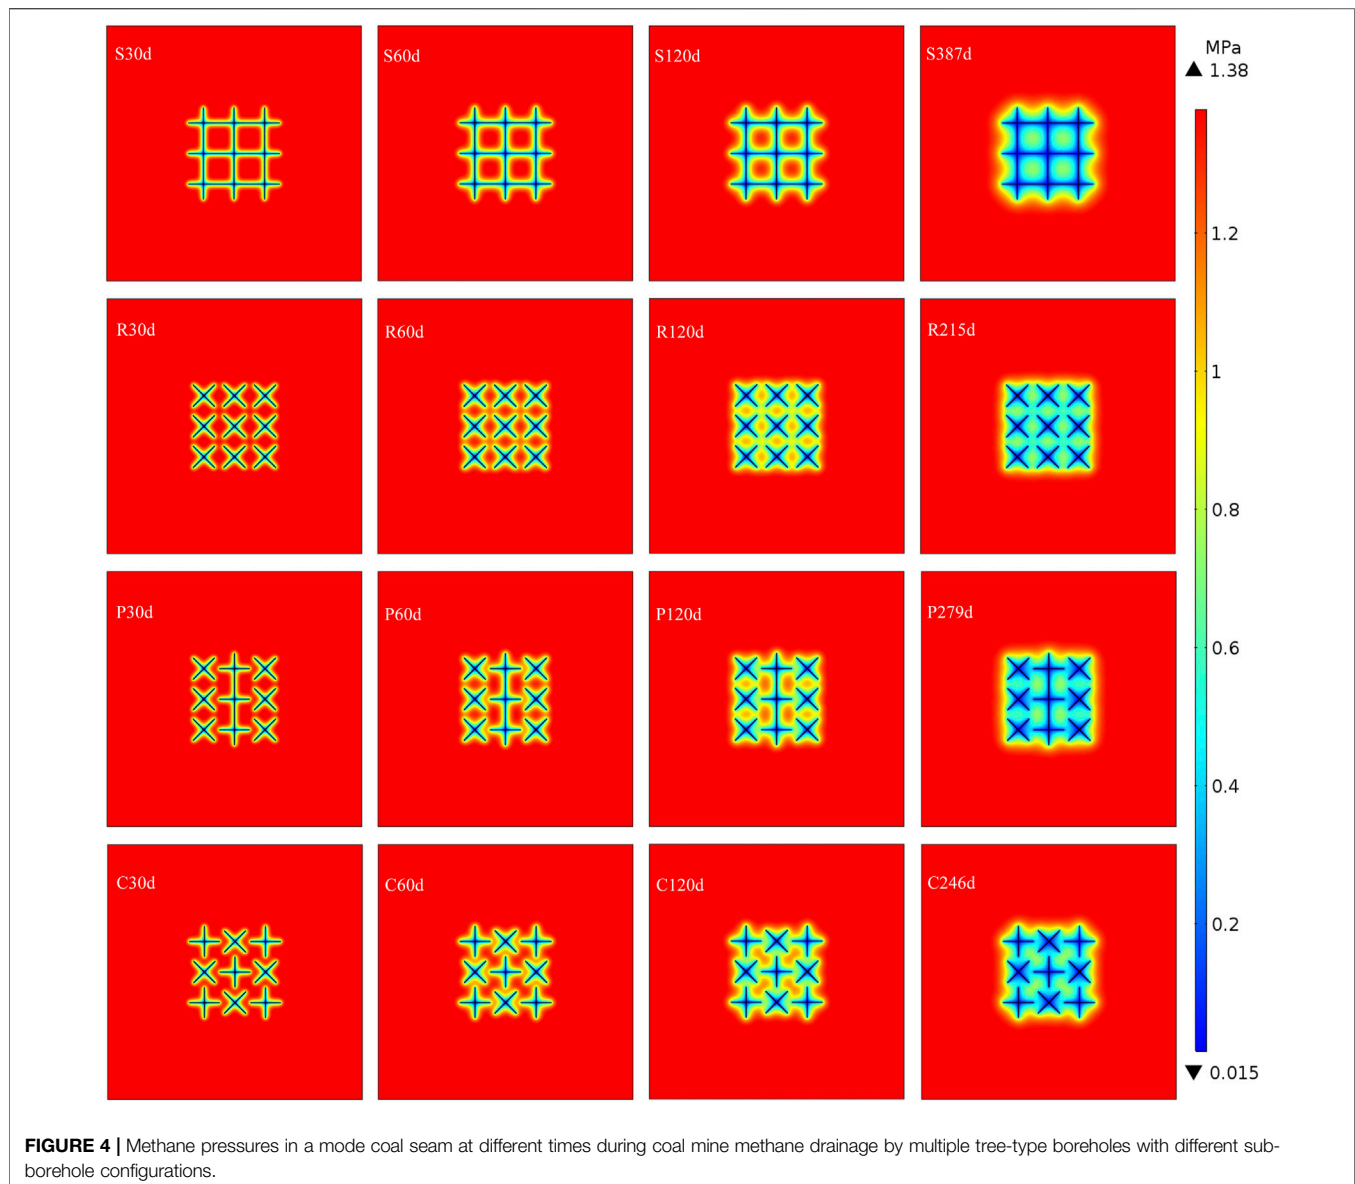 S30d
S60d
S120d
S387d
MPa
▲ 1.38
1.2
R30d
R60d
R120d
R215d
1
0.8
P30d
P60d
P120d
P279d
0.6
0.4
C30d
C60d
C120d
C246d
0.2
▼ 0.015
FIGURE 4 | Methane pressures in a mode coal seam at different times during coal mine methane drainage by multiple tree-type boreholes with different sub-
borehole configurations.